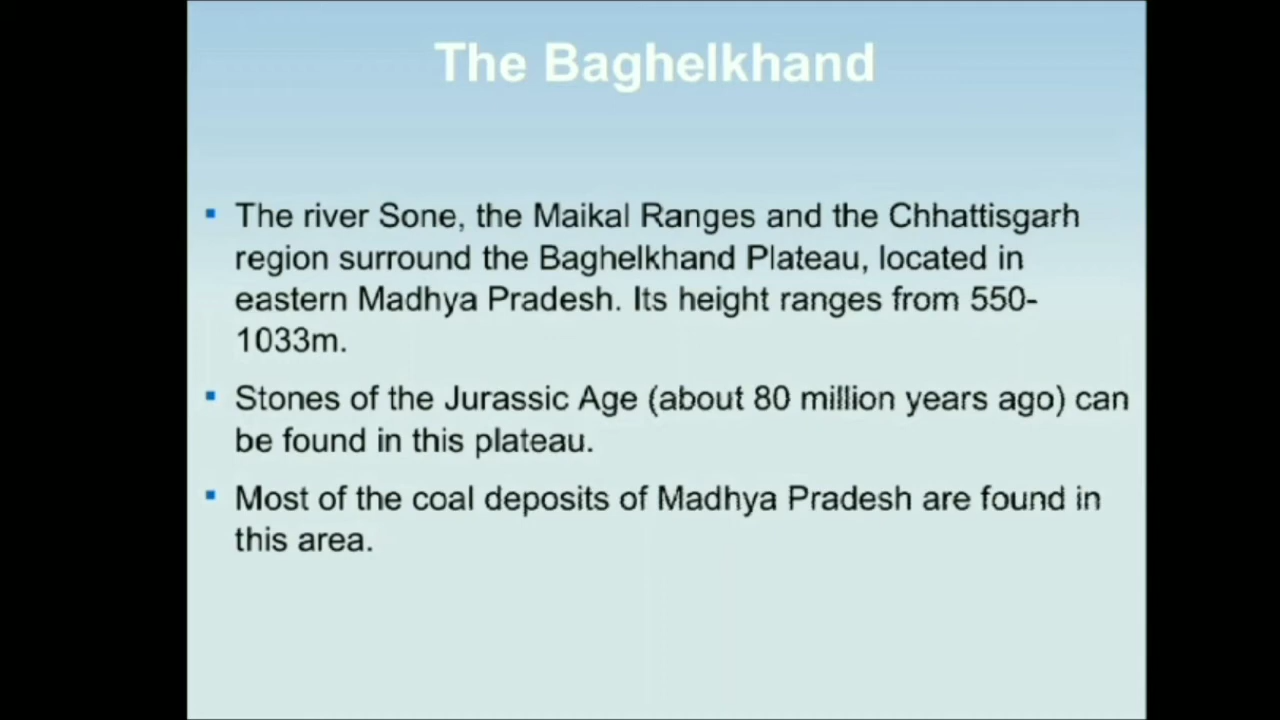 The Baghelkhand
▪ The river Sone, the Maikal Ranges and the Chhattisgarh
region surround the Baghelkhand Plateau, located in
eastern Madhya Pradesh. Its height ranges from 550-
1033m.
▪ Stones of the Jurassic Age (about 80 million years ago) can
be found in this plateau.
▪ Most of the coal deposits of Madhya Pradesh are found in
this area.